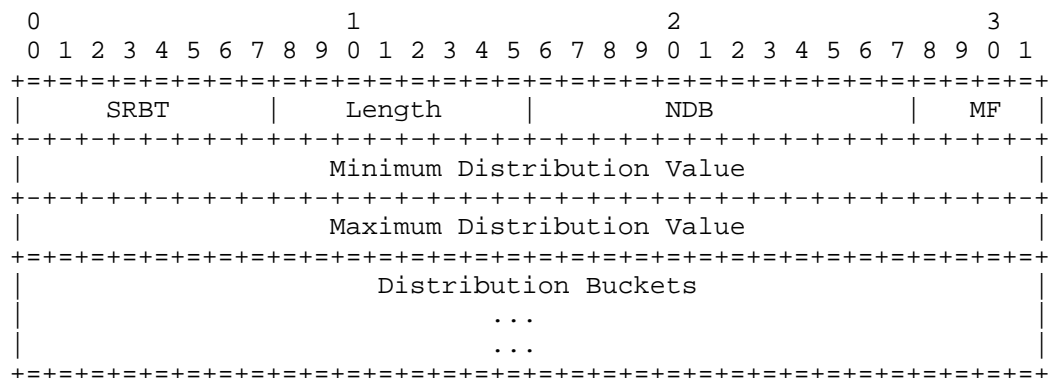 0                   1                   2                   3
 0 1 2 3 4 5 6 7 8 9 0 1 2 3 4 5 6 7 8 9 0 1 2 3 4 5 6 7 8 9 0 1
+=+=+=+=+=+=+=+=+=+=+=+=+=+=+=+=+=+=+=+=+=+=+=+=+=+=+=+=+=+=+=+=+
|     SRBT      |    Length     |        NDB            |   MF  |
+-+-+-+-+-+-+-+-+-+-+-+-+-+-+-+-+-+-+-+-+-+-+-+-+-+-+-+-+-+-+-+-+
|                   Minimum Distribution Value                  |
+-+-+-+-+-+-+-+-+-+-+-+-+-+-+-+-+-+-+-+-+-+-+-+-+-+-+-+-+-+-+-+-+
|                   Maximum Distribution Value                  |
+=+=+=+=+=+=+=+=+=+=+=+=+=+=+=+=+=+=+=+=+=+=+=+=+=+=+=+=+=+=+=+=+
|                      Distribution Buckets                     |
|                             ...                               |
|                             ...                               |
+=+=+=+=+=+=+=+=+=+=+=+=+=+=+=+=+=+=+=+=+=+=+=+=+=+=+=+=+=+=+=+=+